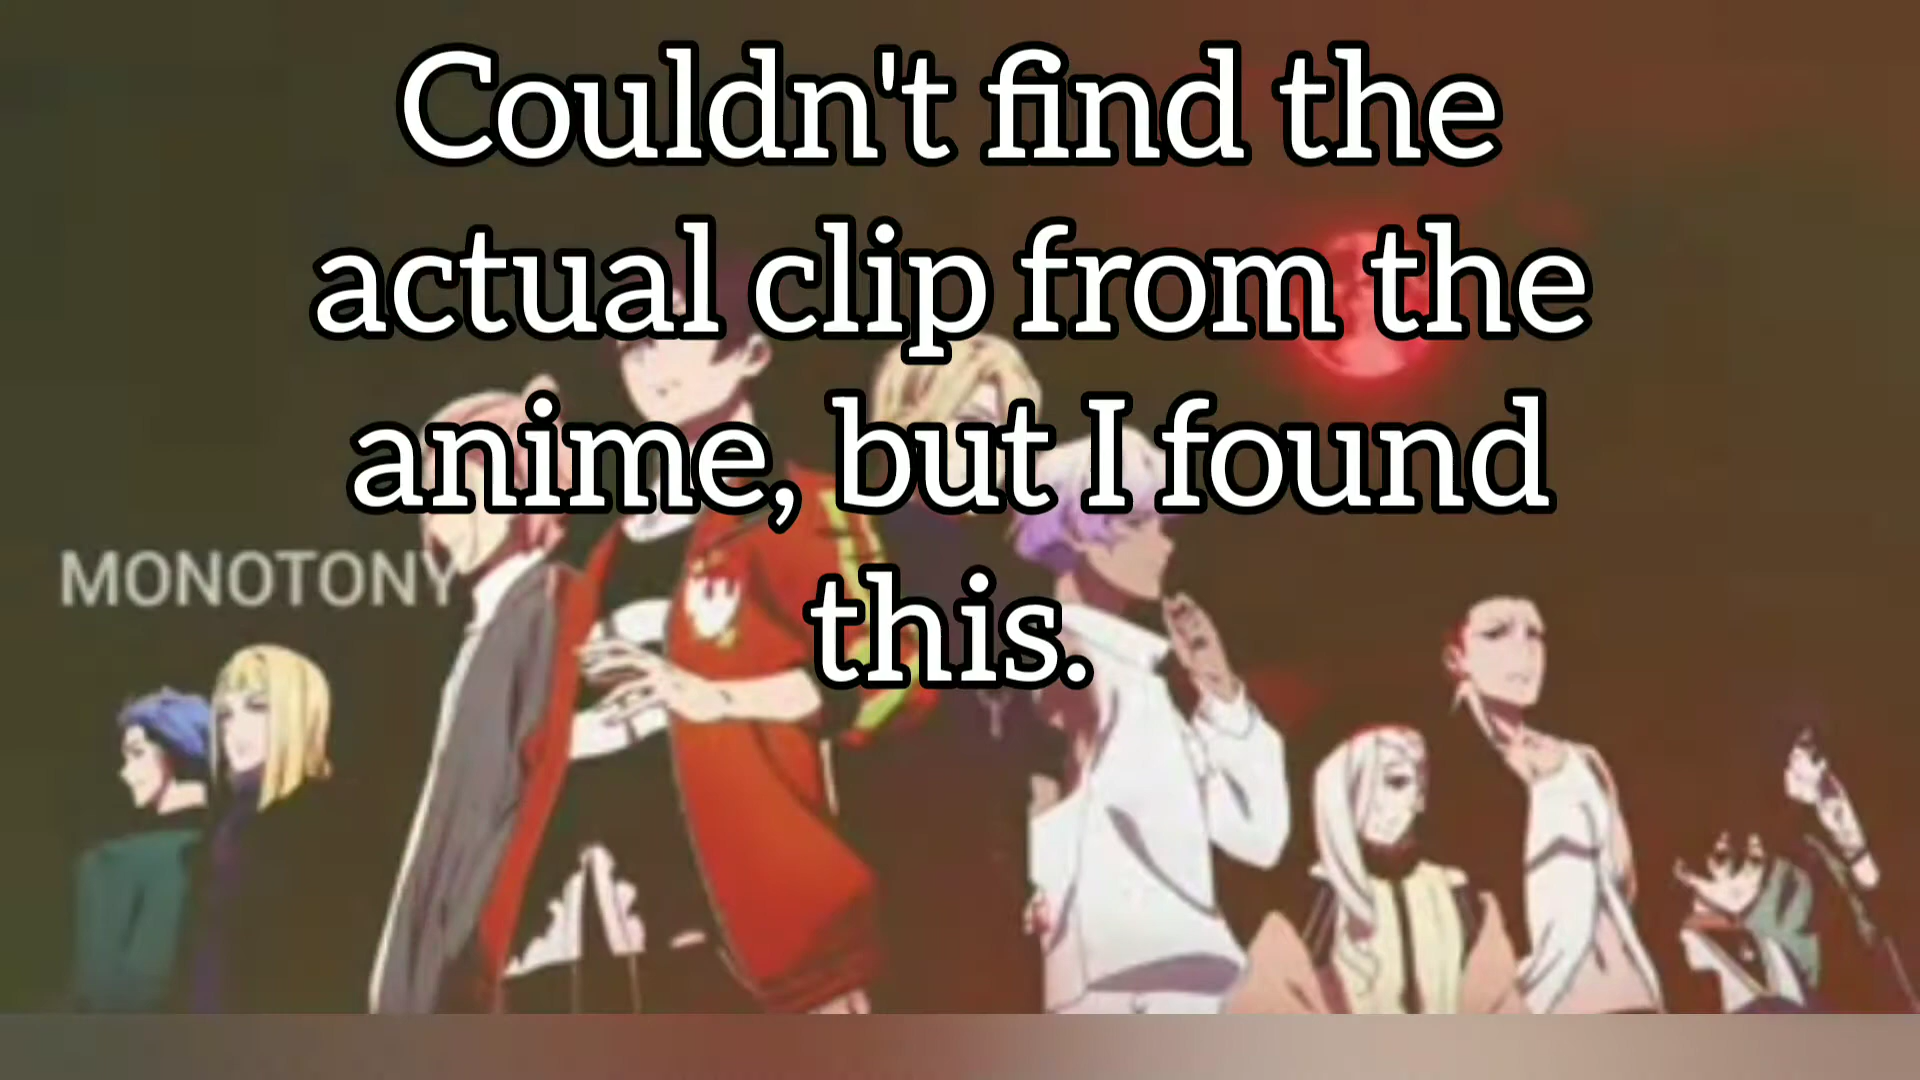 Couldn't find the
actual clip from the
anime, but I found
this.
MONOTONY